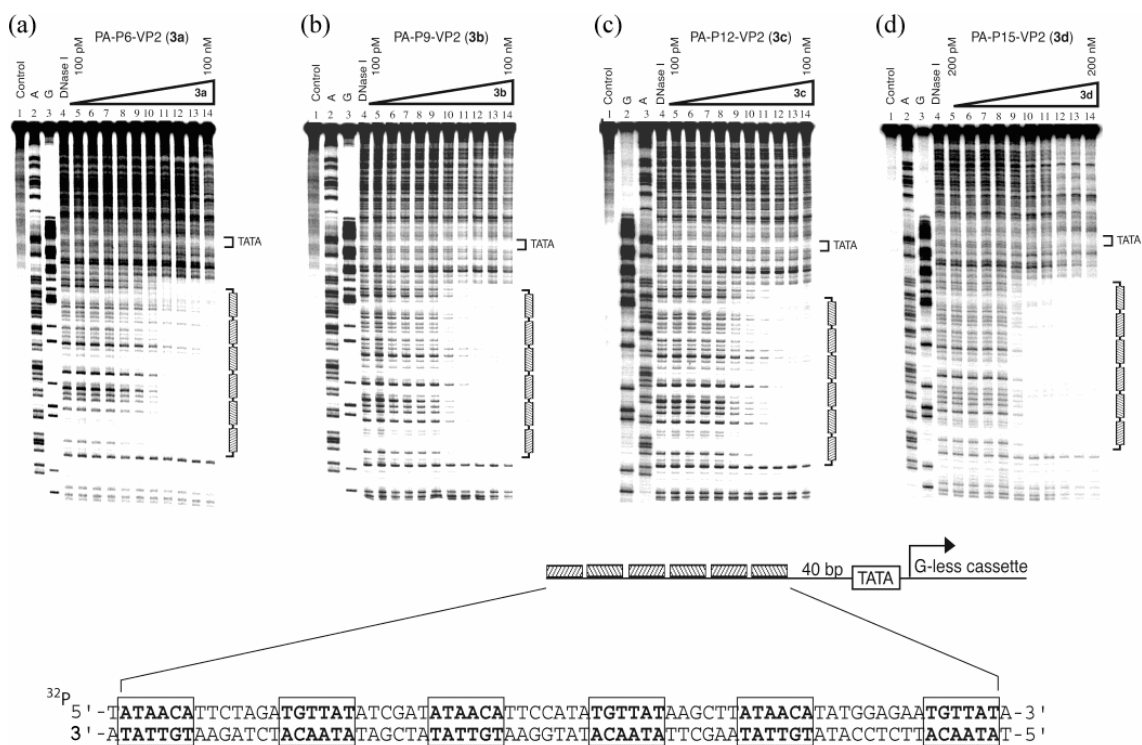 (a) PA-P6-VP2 (3a)
Control A G DNase I 100 pM 100 nM
3a
1 2 3 4 5 6 7 8 9 10 11 12 13 14
TATA
(b) PA-P9-VP2 (3b)
Control A G DNase I 100 pM 100 nM
3b
1 2 3 4 5 6 7 8 9 10 11 12 13 14
TATA
(c) PA-P12-VP2 (3c)
Control G A DNase I 100 pM 100 nM
3c
1 2 3 4 5 6 7 8 9 10 11 12 13 14
TATA
(d) PA-P15-VP2 (3d)
Control A G DNase I 200 pM 200 nM
3d
1 2 3 4 5 6 7 8 9 10 11 12 13 14
TATA
40 bp TATA G-less cassette
32P
5'-TATAACATTCTAGATGTTATATCGATATAACATTCCATATGTTATAAGCTTATAACATATGGAGAATGTTATA-3'
3'-ATATTGTAAGATCTACAATATAGCTATATTGTAAGGTATACAATATTCGAATATTGTATACCTCTTACAATAT-5'